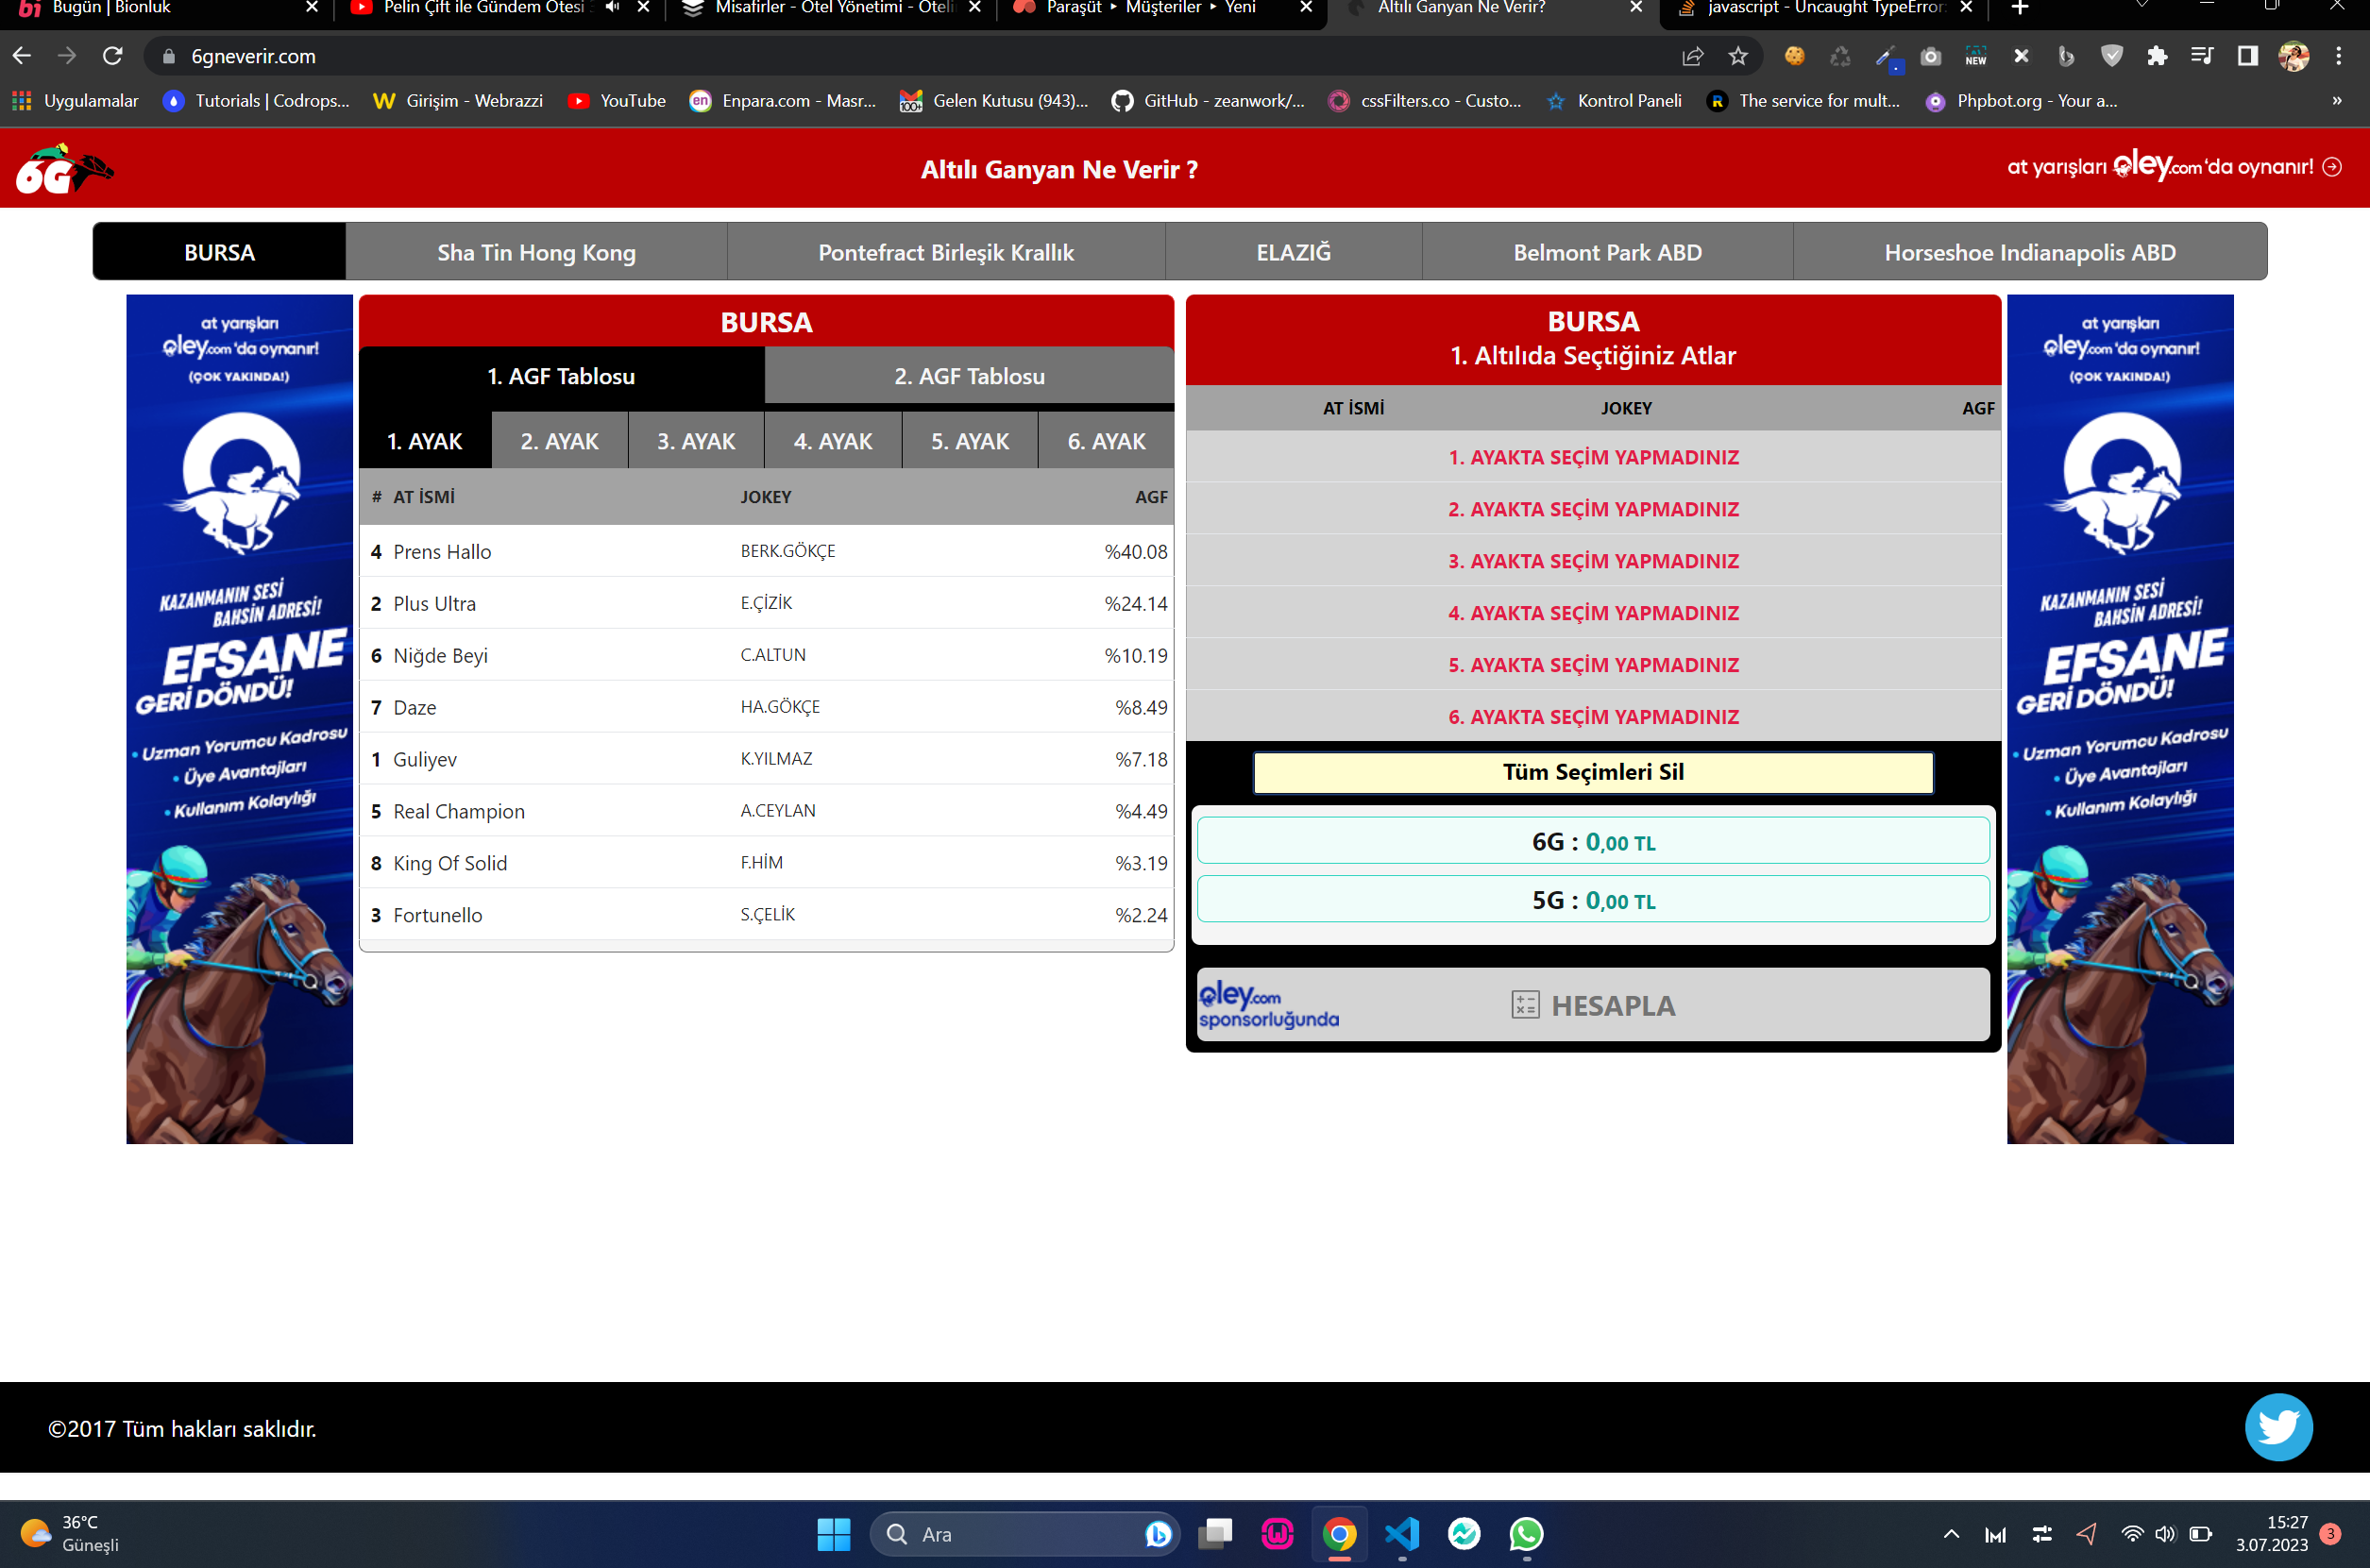 Bugün | Bionluk
Pelin Çift ile Gündem Ötesi
Misafirler - Otel Yönetimi - Oteli
Paraşüt ‣ Müşteriler ‣ Yeni
Altılı Ganyan Ne Verir?
javascript - Uncaught TypeError:
6gneverir.com
NEW
Uygulamalar
Tutorials | Codrops...
Girişim - Webrazzi
YouTube
en
Enpara.com - Masr...
100+
Gelen Kutusu (943)...
GitHub - zeanwork/...
cssFilters.co - Custo...
Kontrol Paneli
R
The service for mult...
Phpbot.org - Your a...
»
6G
Altılı Ganyan Ne Verir ?
at yarışları oley.com 'da oynanır!
BURSA
Sha Tin Hong Kong
Pontefract Birleşik Krallık
ELAZIĞ
Belmont Park ABD
Horseshoe Indianapolis ABD
at yarışları
oley.com 'da oynanır!
(ÇOK YAKINDA!)
KAZANMANIN SESİ
BAHSİN ADRESİ!
EFSANE
GERİ DÖNDÜ!
• Uzman Yorumcu Kadrosu
• Üye Avantajları
• Kullanım Kolaylığı
BURSA
1. AGF Tablosu
2. AGF Tablosu
1. AYAK 2. AYAK 3. AYAK 4. AYAK 5. AYAK 6. AYAK
# AT İSMİ JOKEY AGF
4 Prens Hallo BERK.GÖKÇE %40.08
2 Plus Ultra E.ÇİZİK %24.14
6 Niğde Beyi C.ALTUN %10.19
7 Daze HA.GÖKÇE %8.49
1 Guliyev K.YILMAZ %7.18
5 Real Champion A.CEYLAN %4.49
8 King Of Solid F.HİM %3.19
3 Fortunello S.ÇELİK %2.24
BURSA
1. Altılıda Seçtiğiniz Atlar
AT İSMİ JOKEY AGF
1. AYAKTA SEÇİM YAPMADINIZ
2. AYAKTA SEÇİM YAPMADINIZ
3. AYAKTA SEÇİM YAPMADINIZ
4. AYAKTA SEÇİM YAPMADINIZ
5. AYAKTA SEÇİM YAPMADINIZ
6. AYAKTA SEÇİM YAPMADINIZ
Tüm Seçimleri Sil
6G : 0,00 TL
5G : 0,00 TL
oley.com
sponsorluğunda
HESAPLA
at yarışları
oley.com 'da oynanır!
(ÇOK YAKINDA!)
KAZANMANIN SESİ
BAHSİN ADRESİ!
EFSANE
GERİ DÖNDÜ!
• Uzman Yorumcu Kadrosu
• Üye Avantajları
• Kullanım Kolaylığı
©2017 Tüm hakları saklıdır.
36°C
Güneşli
Ara
15:27
3.07.2023
3